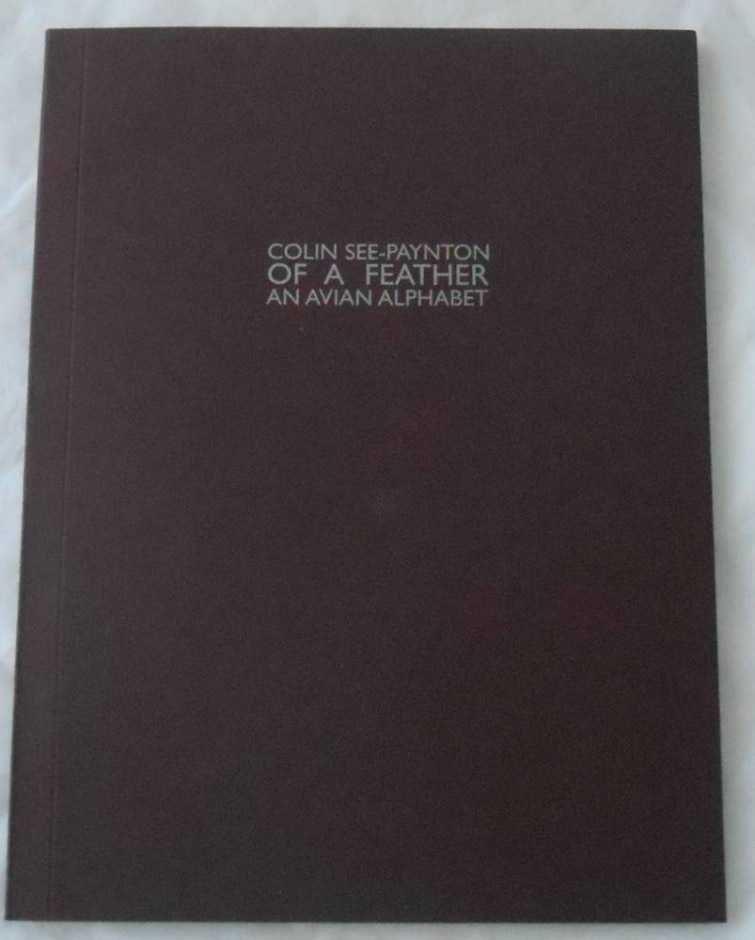 COLIN SEE-PAYNTON
OF A FEATHER
AN AVIAN ALPHABET